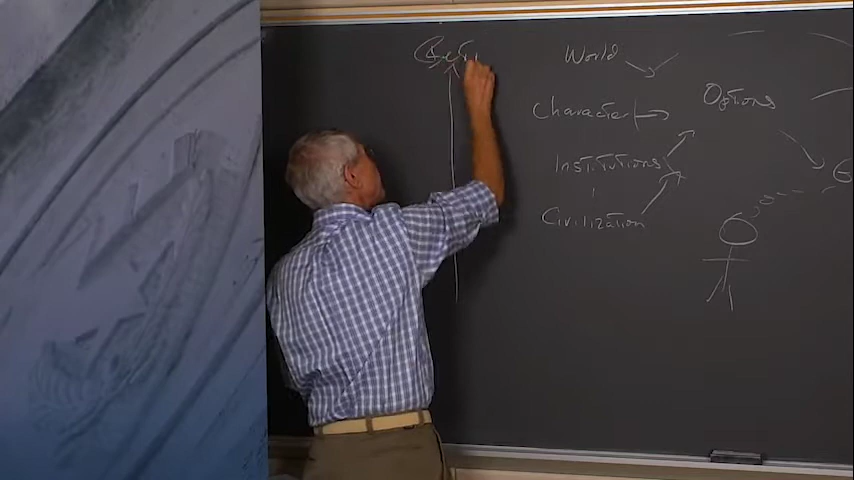 World
Character
Options
Institutions
Civilization